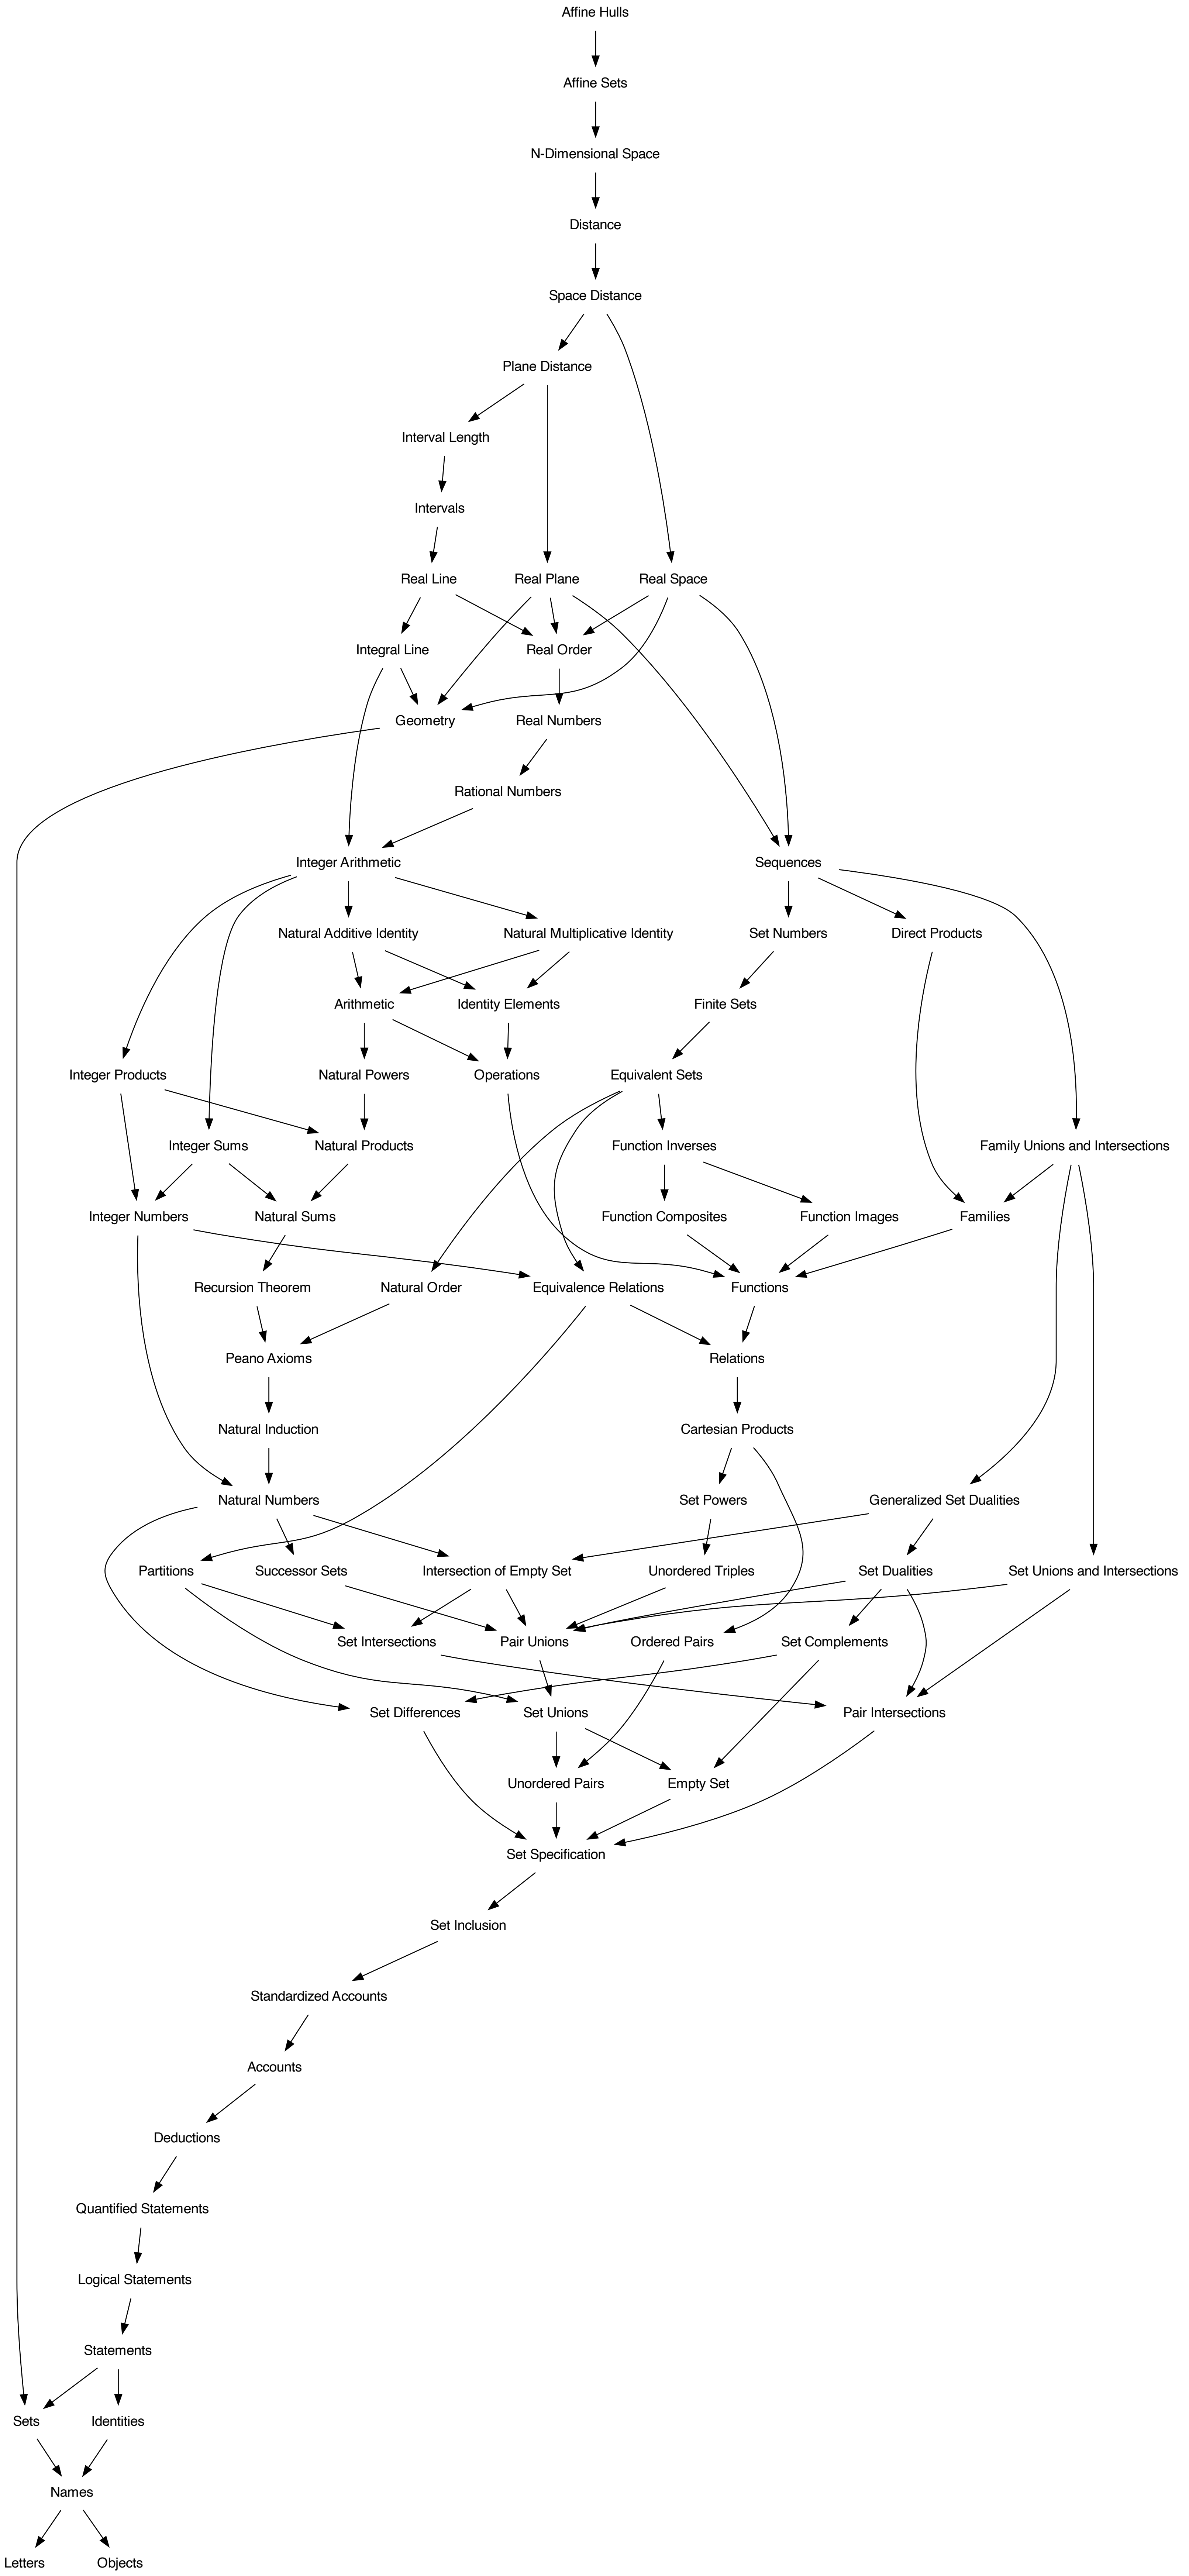 Affine Hulls
Affine Sets
N-Dimensional Space
Distance
Space Distance
Plane Distance
Interval Length
Intervals
Real Line
Real Plane
Real Space
Integral Line
Real Order
Geometry
Real Numbers
Rational Numbers
Integer Arithmetic
Sequences
Natural Additive Identity
Natural Multiplicative Identity
Set Numbers
Direct Products
Arithmetic
Identity Elements
Finite Sets
Integer Products
Natural Powers
Operations
Equivalent Sets
Integer Sums
Natural Products
Function Inverses
Family Unions and Intersections
Integer Numbers
Natural Sums
Function Composites
Function Images
Families
Recursion Theorem
Natural Order
Equivalence Relations
Functions
Peano Axioms
Relations
Natural Induction
Cartesian Products
Natural Numbers
Set Powers
Generalized Set Dualities
Partitions
Successor Sets
Intersection of Empty Set
Unordered Triples
Set Dualities
Set Unions and Intersections
Set Intersections
Pair Unions
Ordered Pairs
Set Complements
Set Differences
Set Unions
Pair Intersections
Unordered Pairs
Empty Set
Set Specification
Set Inclusion
Standardized Accounts
Accounts
Deductions
Quantified Statements
Logical Statements
Statements
Sets
Identities
Names
Letters
Objects